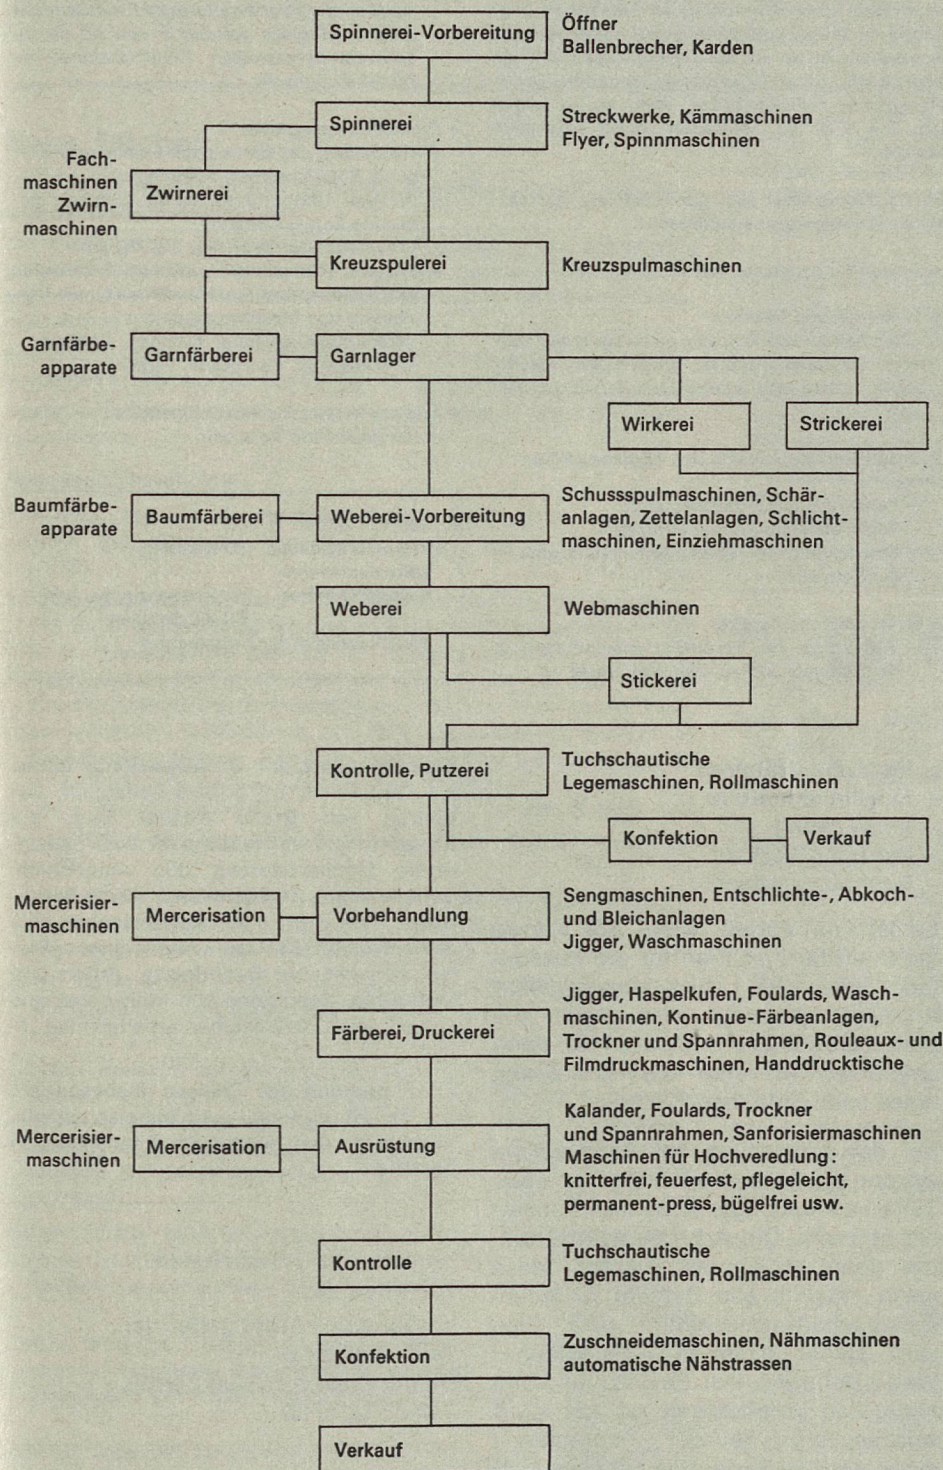 Spinnerei-Vorbereitung
Öffner
Ballenbrecher, Karden
Spinnerei
Streckwerke, Kämmaschinen
Flyer, Spinnmaschinen
Fach-
maschinen
Zwirn-
maschinen
Zwirnerei
Kreuzspulerei
Kreuzspulmaschinen
Garnfärbe-
apparate
Garnfärberei
Garnlager
Wirkerei
Strickerei
Baumfärbe-
apparate
Baumfärberei
Weberei-Vorbereitung
Schussspulmaschinen, Schär-
anlagen, Zettelanlagen, Schlicht-
maschinen, Einziehmaschinen
Weberei
Webmaschinen
Stickerei
Kontrolle, Putzerei
Tuchschautische
Legemaschinen, Rollmaschinen
Konfektion
Verkauf
Mercerisier-
maschinen
Mercerisation
Vorbehandlung
Sengmaschinen, Entschlichte-, Abkoch-
und Bleichanlagen
Jigger, Waschmaschinen
Färberei, Druckerei
Jigger, Haspelkufen, Foulards, Wasch-
maschinen, Kontinue-Färbeanlagen,
Trockner und Spannrahmen, Rouleaux- und
Filmdruckmaschinen, Handdrucktische
Mercerisier-
maschinen
Mercerisation
Ausrüstung
Kalander, Foulards, Trockner
und Spannrahmen, Sanforisiermaschinen
Maschinen für Hochveredlung:
knitterfrei, feuerfest, pflegeleicht,
permanent-press, bügelfrei usw.
Kontrolle
Tuchschautische
Legemaschinen, Rollmaschinen
Konfektion
Zuschneidemaschinen, Nähmaschinen
automatische Nähstrassen
Verkauf